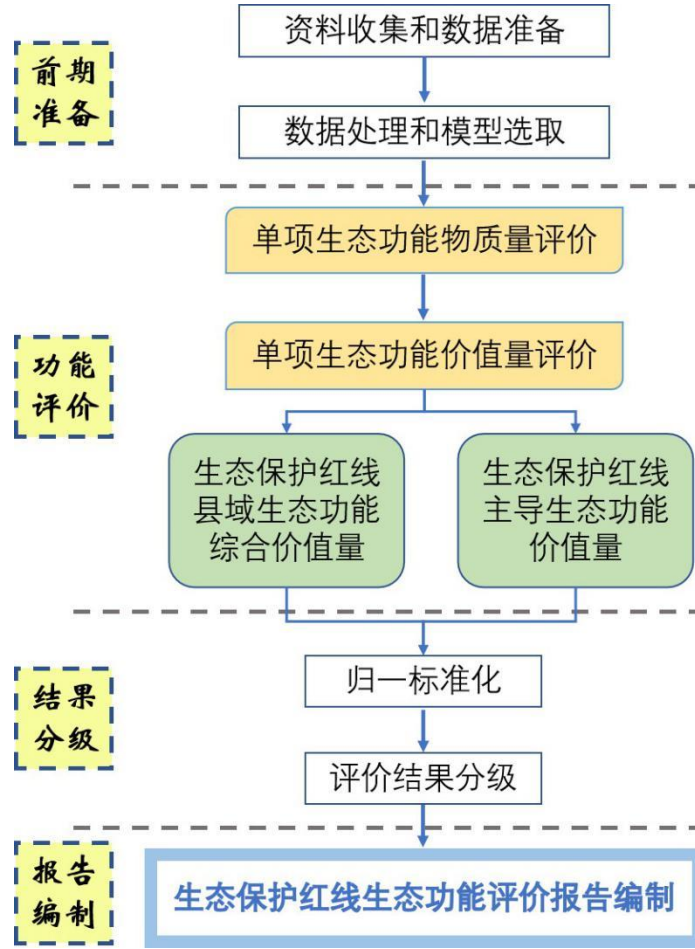 资料收集和数据准备
前期
准备
数据处理和模型选取
单项生态功能物质量评价
功能
评价
单项生态功能价值量评价
生态保护红线
县域生态功能
综合价值量
生态保护红线
主导生态功能
价值量
结果
分级
归一标准化
评价结果分级
报告
编制
生态保护红线生态功能评价报告编制